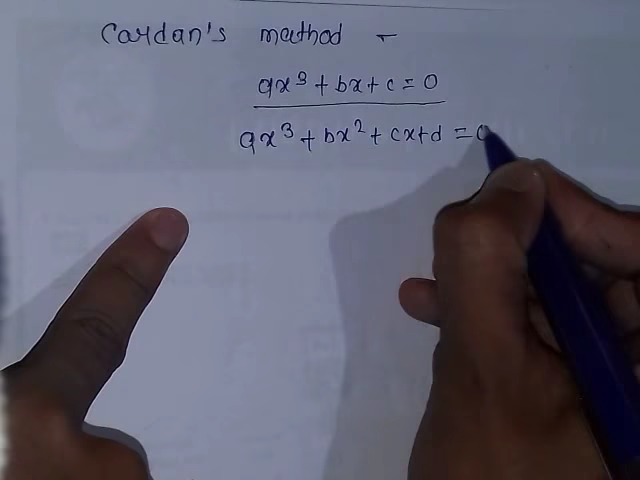 Cardan's method -
ax³ + bx + c = 0
ax³ + bx² + cx + d = 0